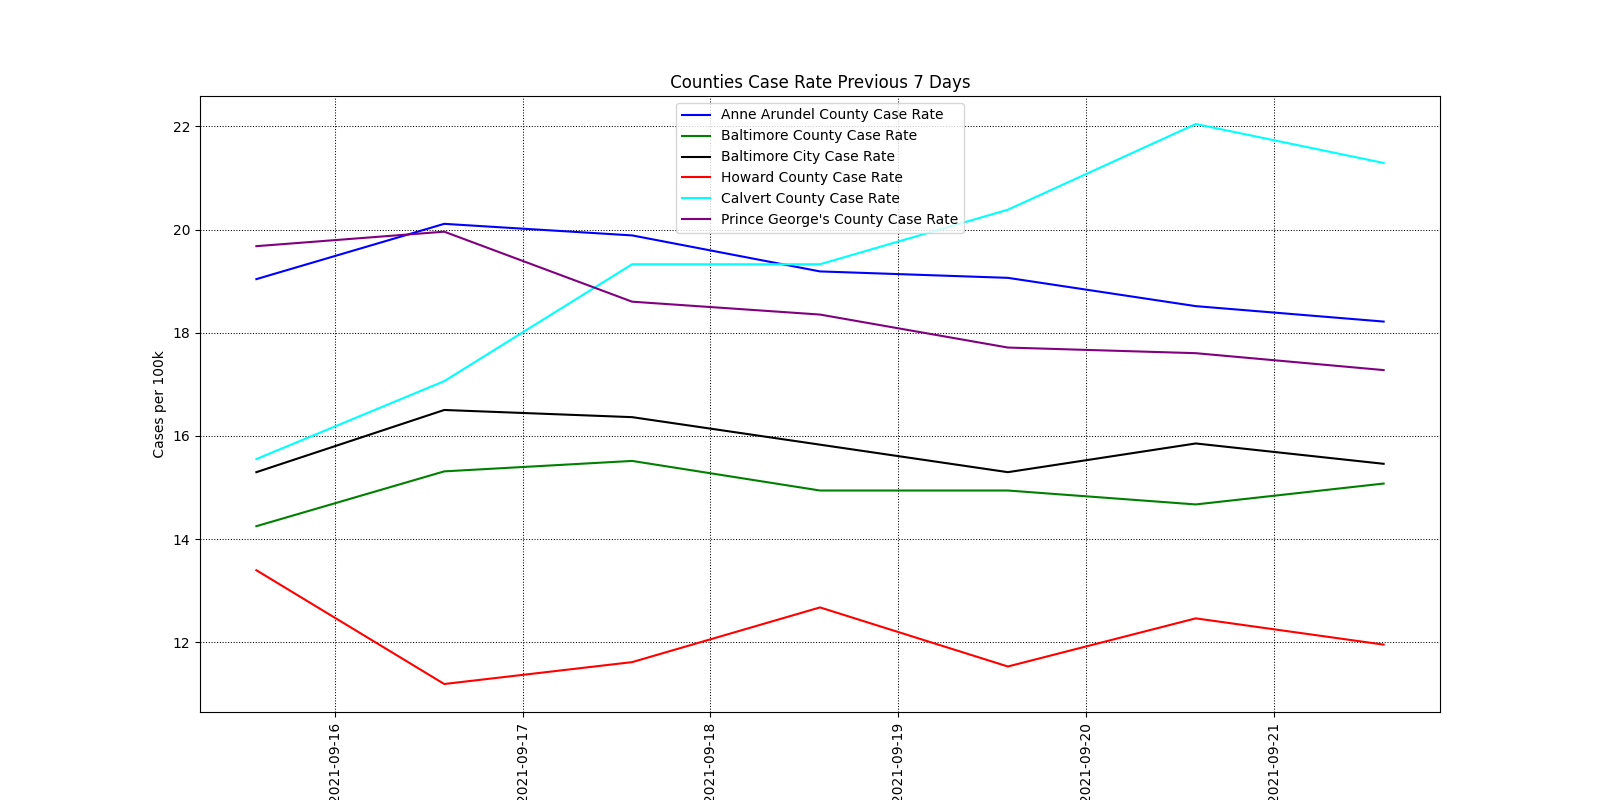 Counties Case Rate Previous 7 Days
Anne Arundel County Case Rate
Baltimore County Case Rate
Baltimore City Case Rate
Howard County Case Rate
Calvert County Case Rate
Prince George's County Case Rate
Cases per 100k
22
20
18
16
14
12
2021-09-16
2021-09-17
2021-09-18
2021-09-19
2021-09-20
2021-09-21